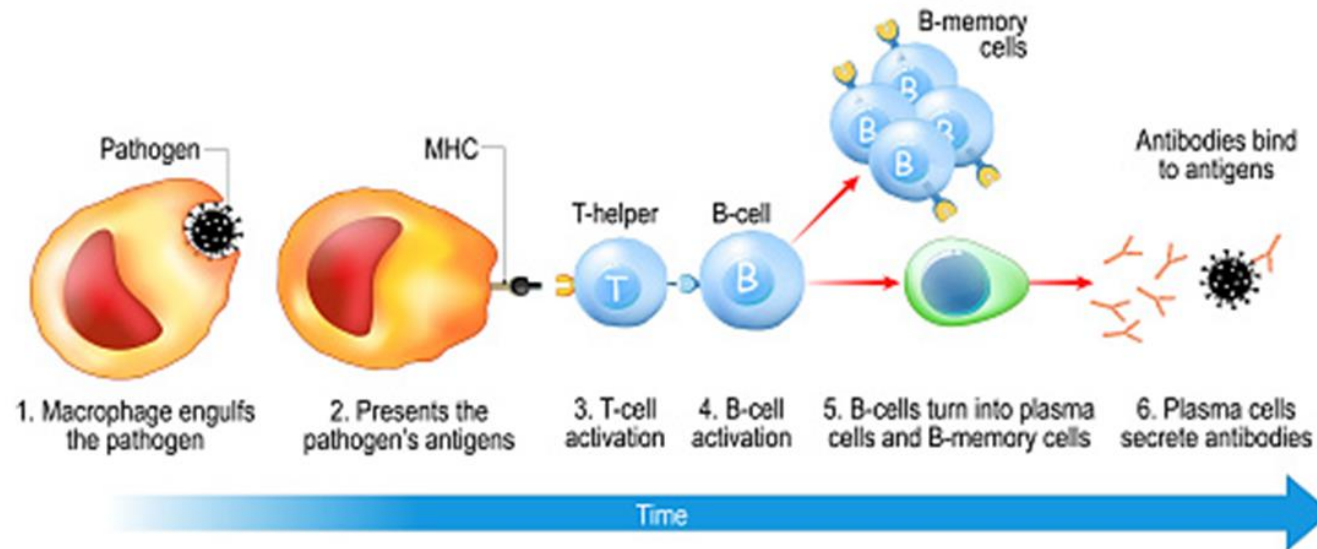 B-memory
cells
Pathogen
MHC
T-helper
B-cell
Antibodies bind
to antigens
T
B
B
B
B
B
1. Macrophage engulfs
the pathogen
2. Presents the
pathogen's antigens
3. T-cell
activation
4. B-cell
activation
5. B-cells turn into plasma
cells and B-memory cells
6. Plasma cells
secrete antibodies
Time